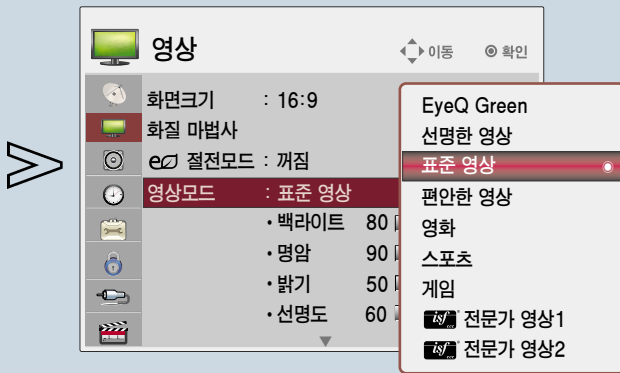 영상
이동 확인
화면크기 : 16:9
화질 마법사
e 절전모드 : 꺼짐
영상모드 : 표준 영상
• 백라이트 80
• 명암 90
• 밝기 50
• 선명도 60
EyeQ Green
선명한 영상
표준 영상
편안한 영상
영화
스포츠
게임
isf ccc 전문가 영상1
isf ccc 전문가 영상2